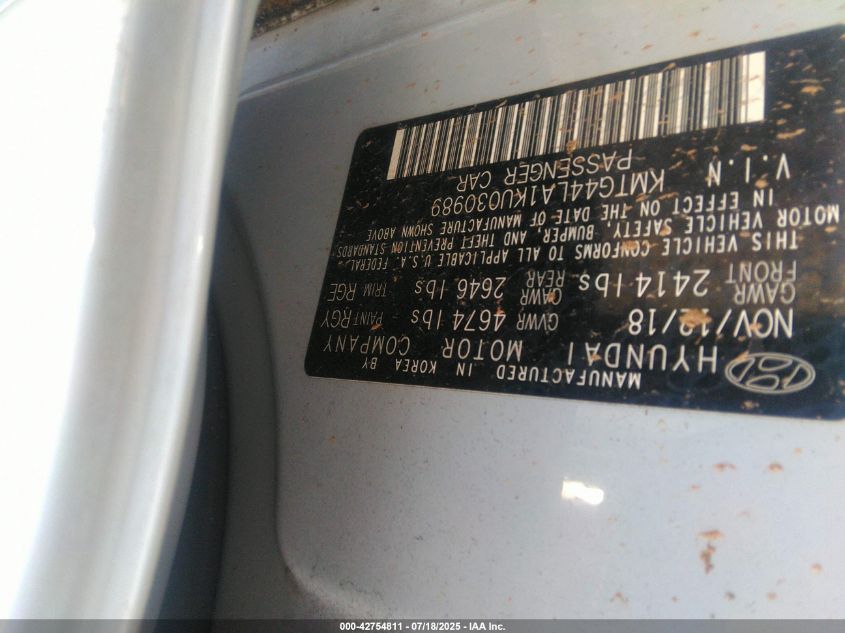 MANUFACTURED IN KOREA BY
HYUNDAI MOTOR COMPANY
NOV/12/18 GVWR 4674 lbs PAINT RGY
GAWR FRONT 2414 lbs GAWR REAR 2646 lbs TRIM RGE
THIS VEHICLE CONFORMS TO ALL APPLICABLE U.S.A. FEDERAL
MOTOR VEHICLE SAFETY, BUMPER, AND THEFT PREVENTION STANDARDS
IN EFFECT ON THE DATE OF MANUFACTURE SHOWN ABOVE
V.I.N KMTG44LA1KU030989
PASSENGER CAR
000-42754811 - 07/18/2025 - IAA Inc.